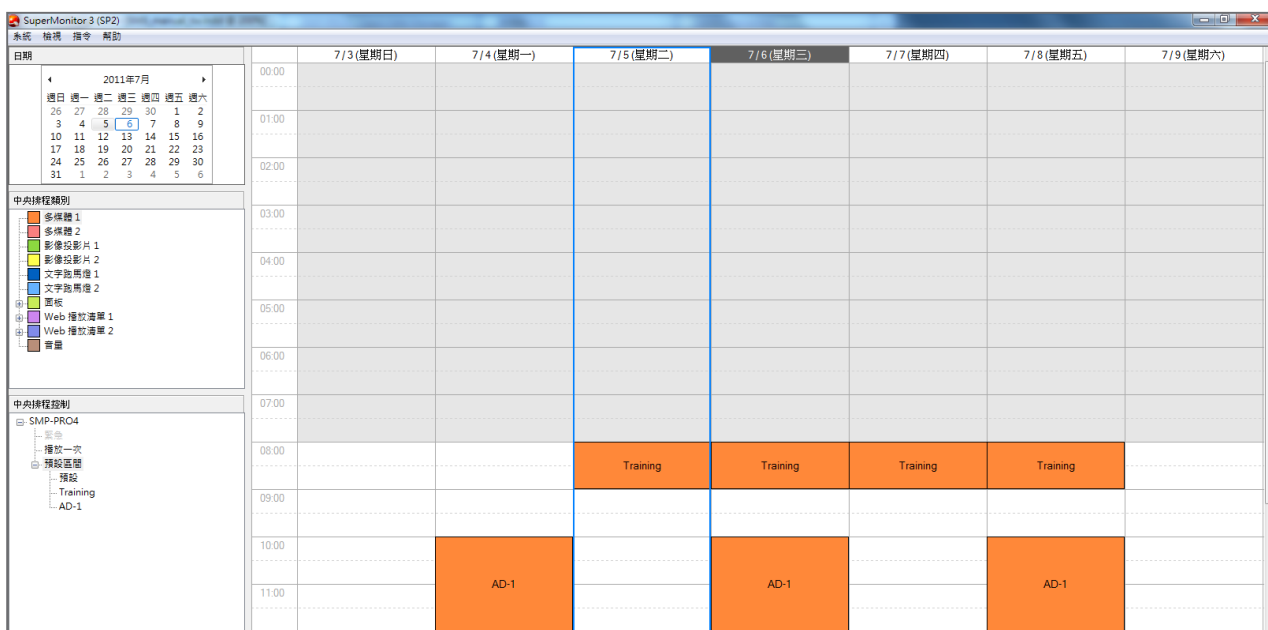 SuperMonitor 3 (SP2)
系統 檢視 指令 幫助
日期
2011年7月
週日 週一 週二 週三 週四 週五 週六
26 27 28 29 30 1 2
3 4 5 6 7 8 9
10 11 12 13 14 15 16
17 18 19 20 21 22 23
24 25 26 27 28 29 30
31 1 2 3 4 5 6
中央排程類別
多媒體 1
多媒體 2
影像投影片 1
影像投影片 2
文字跑馬燈 1
文字跑馬燈 2
面板
Web 播放清單 1
Web 播放清單 2
音量
中央排程控制
SMP-PRO4
播放一次
預設區間
預設
Training
AD-1
7/3(星期日) 7/4(星期一) 7/5(星期二) 7/6(星期三) 7/7(星期四) 7/8(星期五) 7/9(星期六)
00:00
01:00
02:00
03:00
04:00
05:00
06:00
07:00
08:00
Training Training Training Training
09:00
10:00
AD-1 AD-1 AD-1
11:00